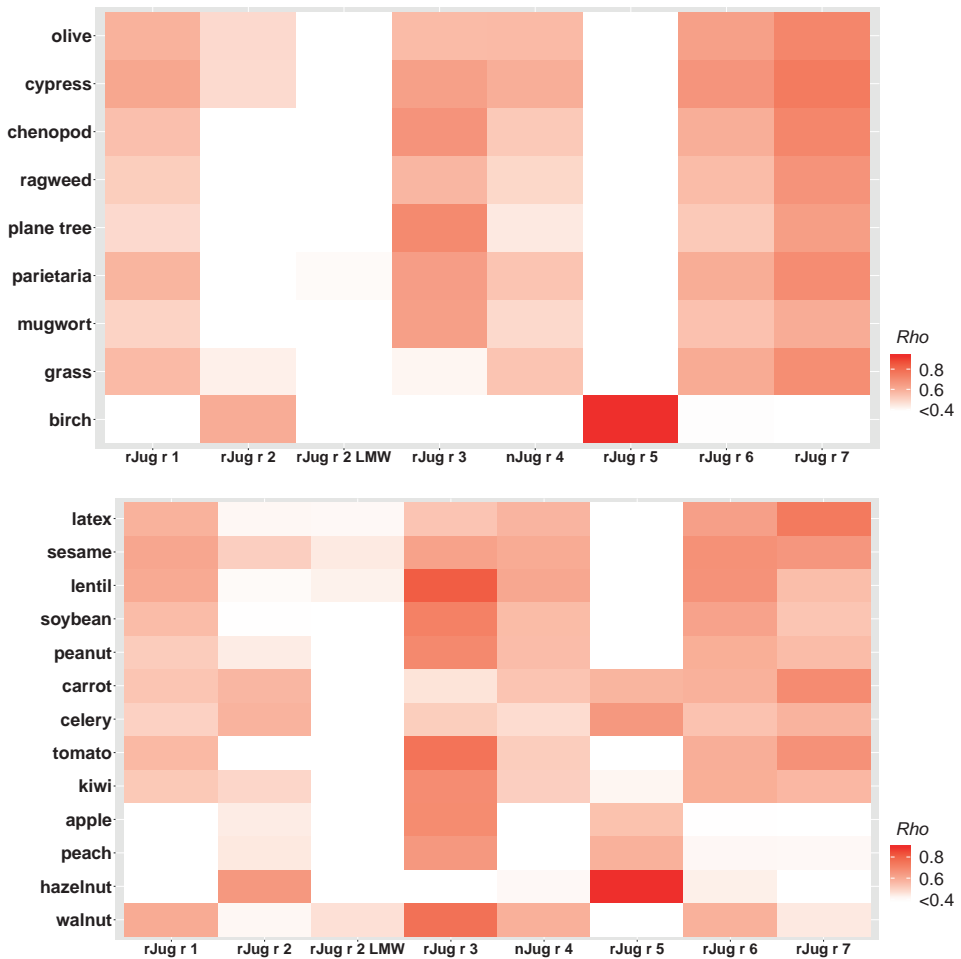 olive
cypress
chenopod
ragweed
plane tree
parietaria
mugwort
grass
birch
rJug r 1 rJug r 2 rJug r 2 LMW rJug r 3 nJug r 4 rJug r 5 rJug r 6 rJug r 7
Rho
0.8
0.6
<0.4
latex
sesame
lentil
soybean
peanut
carrot
celery
tomato
kiwi
apple
peach
hazelnut
walnut
rJug r 1 rJug r 2 rJug r 2 LMW rJug r 3 nJug r 4 rJug r 5 rJug r 6 rJug r 7
Rho
0.8
0.6
<0.4